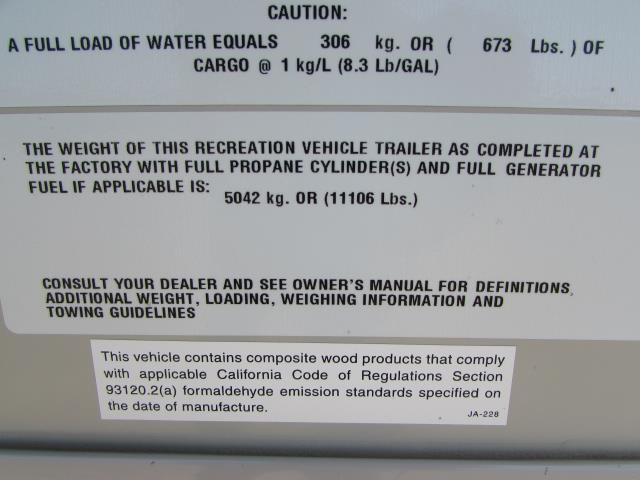 CAUTION:
A FULL LOAD OF WATER EQUALS 306 kg. OR ( 673 Lbs. ) OF
CARGO @ 1 kg/L (8.3 Lb/GAL)
THE WEIGHT OF THIS RECREATION VEHICLE TRAILER AS COMPLETED AT
THE FACTORY WITH FULL PROPANE CYLINDER(S) AND FULL GENERATOR
FUEL IF APPLICABLE IS:
5042 kg. OR (11106 Lbs.)
CONSULT YOUR DEALER AND SEE OWNER'S MANUAL FOR DEFINITIONS,
ADDITIONAL WEIGHT, LOADING, WEIGHING INFORMATION AND
TOWING GUIDELINES
This vehicle contains composite wood products that comply
with applicable California Code of Regulations Section
93120.2(a) formaldehyde emission standards specified on
the date of manufacture.
JA-228